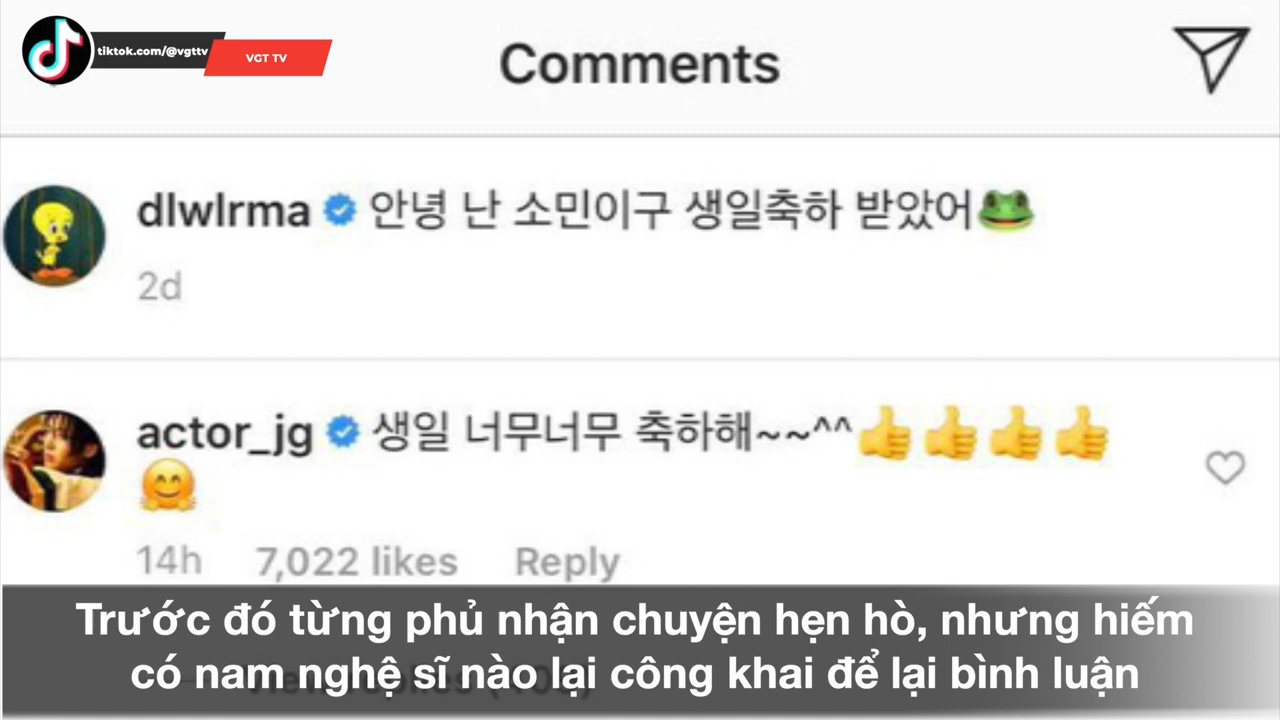 tiktok.com/@vgttv
VGT TV
Comments
dlwlrma 안녕 난 소민이구 생일축하 받았어🐸
2d
actor_jg 생일 너무너무 축하해~~^^👍👍👍👍
🤗
14h 7,022 likes Reply
Trước đó từng phủ nhận chuyện hẹn hò, nhưng hiếm
có nam nghệ sĩ nào lại công khai để lại bình luận